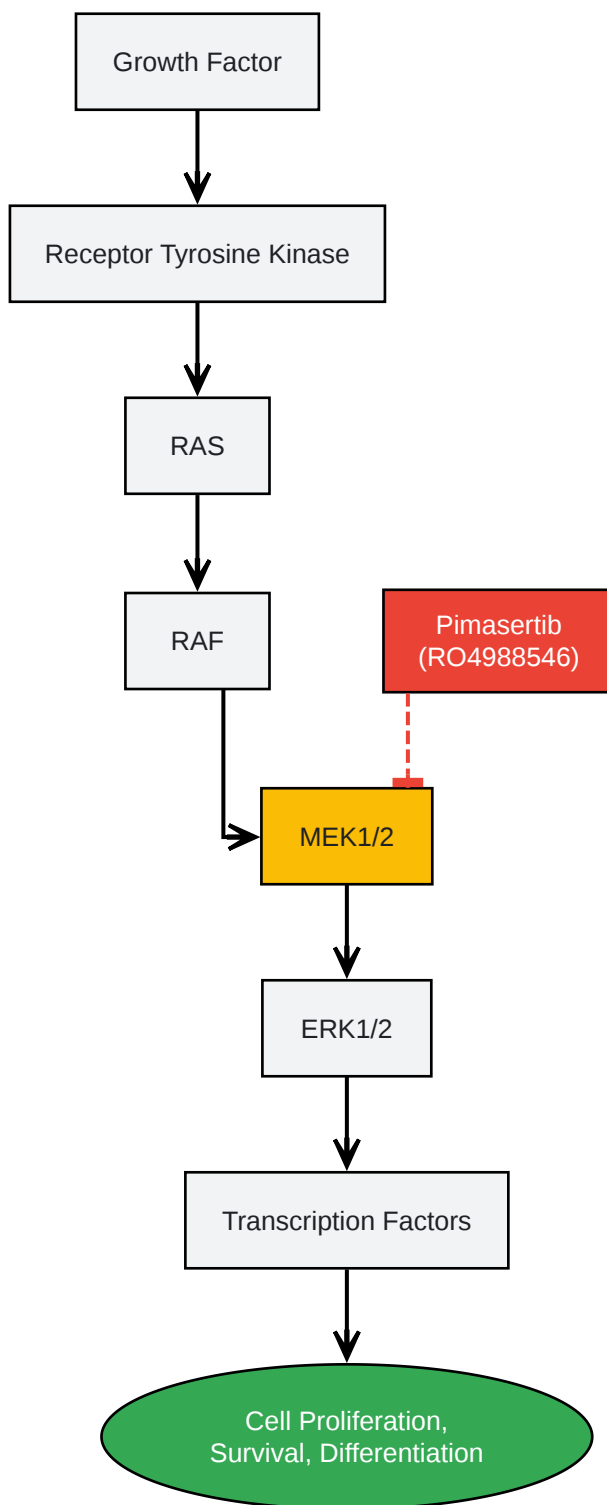 Growth Factor
Receptor Tyrosine Kinase
RAS
RAF
Pimasertib
(RO4988546)
MEK1/2
ERK1/2
Transcription Factors
Cell Proliferation,
Survival, Differentiation